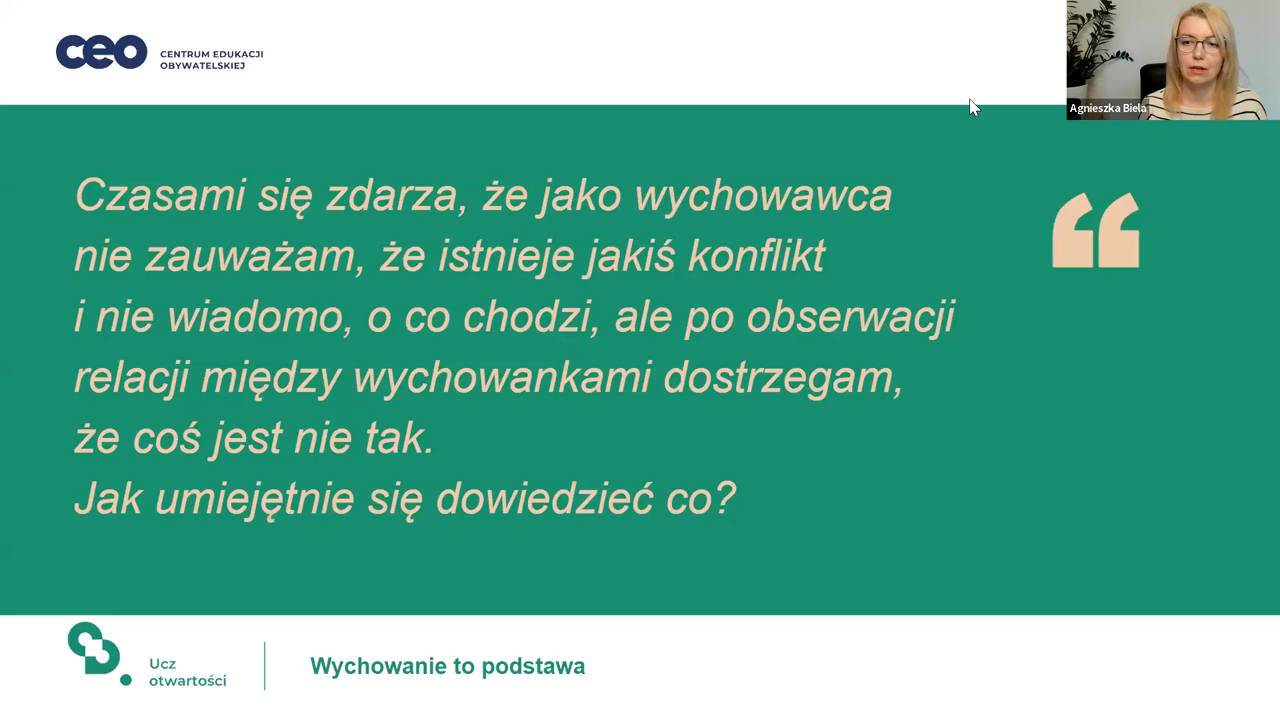 ceo
CENTRUM EDUKACJI
OBYWATELSKIEJ
Agnieszka Biela
Czasami się zdarza, że jako wychowawca
nie zauważam, że istnieje jakiś konflikt
i nie wiadomo, o co chodzi, ale po obserwacji
relacji między wychowankami dostrzegam,
że coś jest nie tak.
Jak umiejętnie się dowiedzieć co?
“
Ucz
otwartości
Wychowanie to podstawa